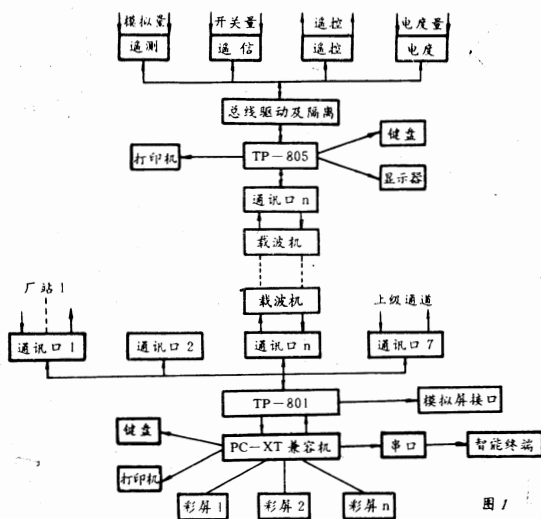 模拟量 开关量 遥控 电度量
遥测 遥信 遥控 电度
总线驱动及隔离
键盘
打印机 TP-805
显示器
通讯口n
载波机
厂站1 载波机 上级通道
通讯口1 通讯口2 通讯口n 通讯口7
TP-801 模拟屏接口
键盘
PC-XT兼容机 串口 智能终端
打印机
彩屏1 彩屏2 彩屏n
图1